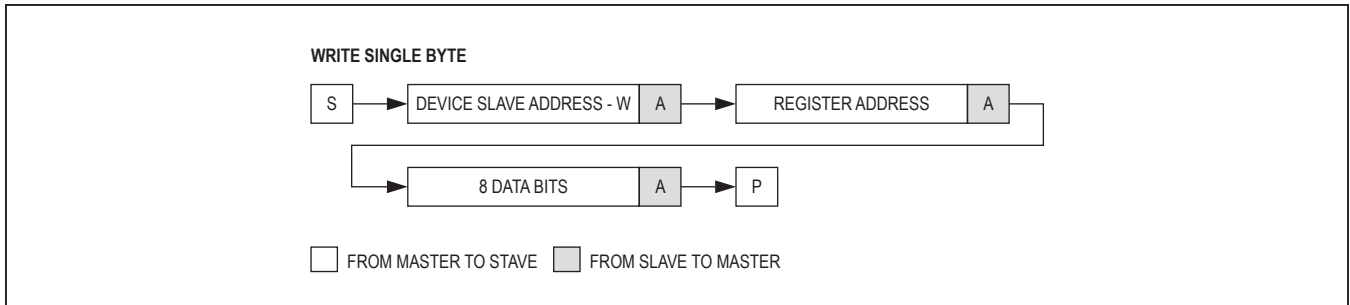 WRITE SINGLE BYTE
S DEVICE SLAVE ADDRESS - W A REGISTER ADDRESS A
8 DATA BITS A P
FROM MASTER TO STAVE FROM SLAVE TO MASTER